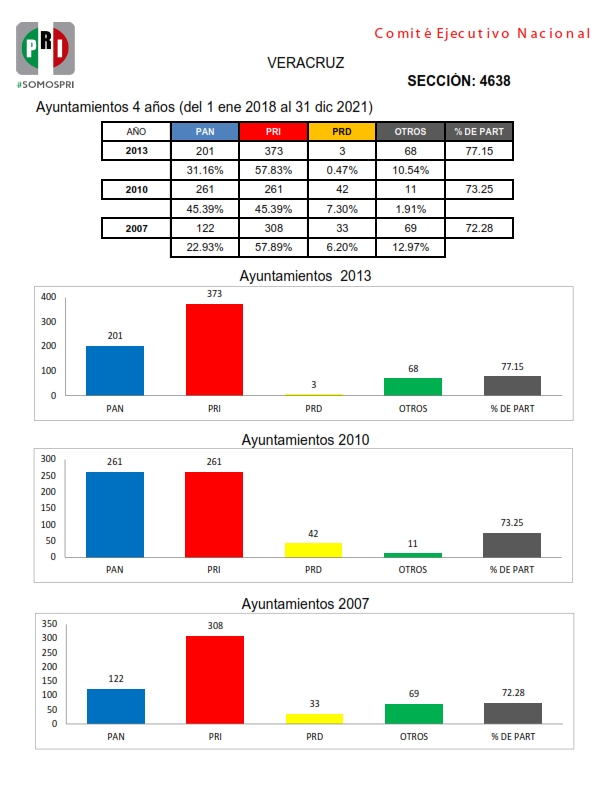 Comité Ejecutivo Nacional
PRI
#SOMOSPRI
VERACRUZ
SECCIÓN: 4638
Ayuntamientos 4 años (del 1 ene 2018 al 31 dic 2021)
AÑO PAN PRI PRD OTROS % DE PART
2013 201 373 3 68 77.15
31.16% 57.83% 0.47% 10.54%
2010 261 261 42 11 73.25
45.39% 45.39% 7.30% 1.91%
2007 122 308 33 69 72.28
22.93% 57.89% 6.20% 12.97%
Ayuntamientos 2013
400
300
200
100
0
201 373 3 68 77.15
PAN PRI PRD OTROS % DE PART
Ayuntamientos 2010
300
250
200
150
100
50
0
261 261 42 11 73.25
PAN PRI PRD OTROS % DE PART
Ayuntamientos 2007
350
300
250
200
150
100
50
0
122 308 33 69 72.28
PAN PRI PRD OTROS % DE PART